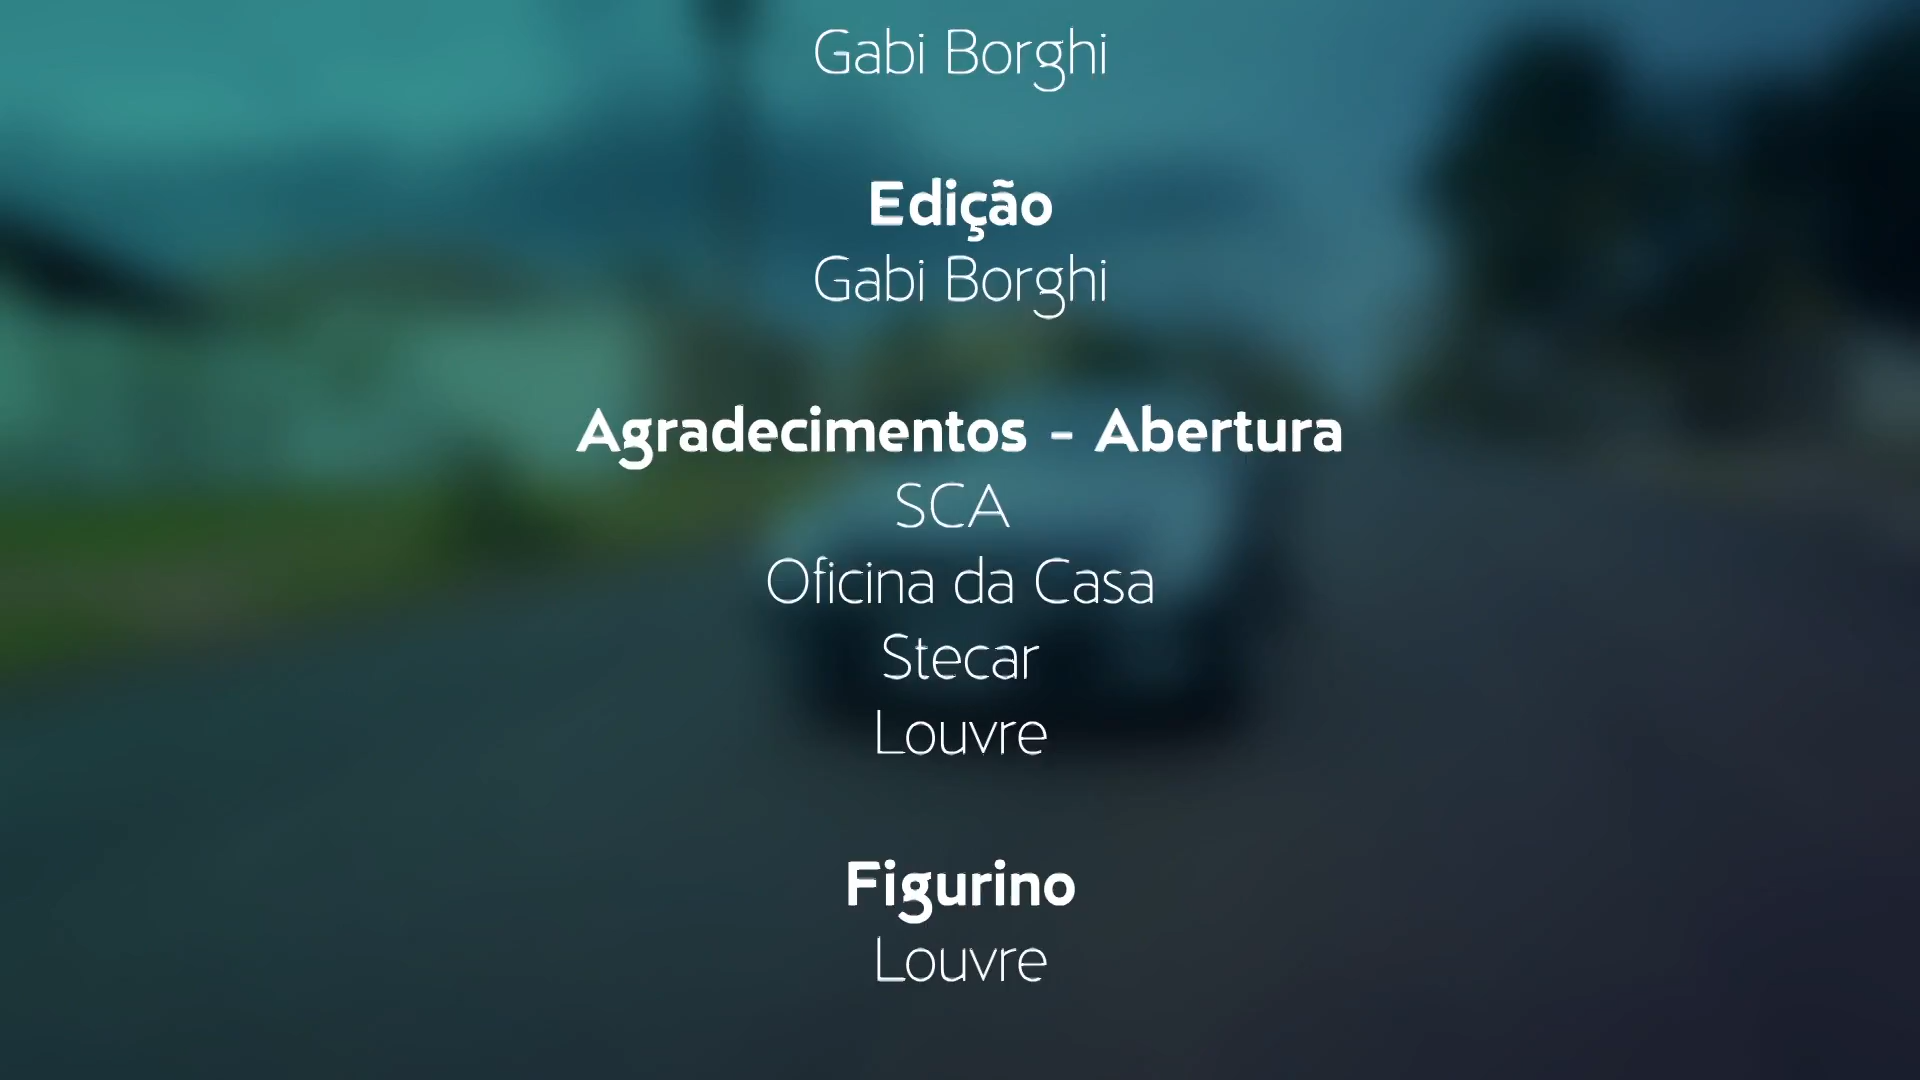 Gabi Borghi
Edição
Gabi Borghi
Agradecimentos - Abertura
SCA
Oficina da Casa
Stecar
Louvre
Figurino
Louvre